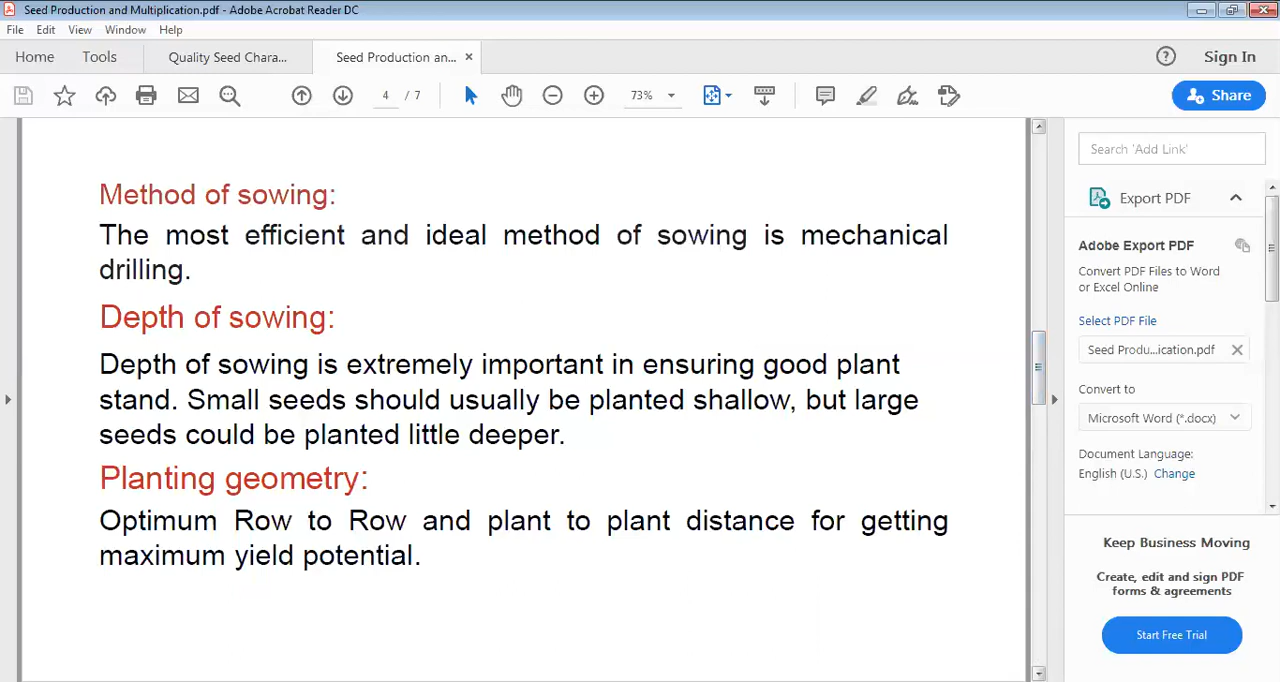 Seed Production and Multiplication.pdf - Adobe Acrobat Reader DC
File Edit View Window Help
Home Tools Quality Seed Chara... Seed Production an... × Sign In
4 / 7 73% Share
Method of sowing:
The most efficient and ideal method of sowing is mechanical
drilling.
Depth of sowing:
Depth of sowing is extremely important in ensuring good plant
stand. Small seeds should usually be planted shallow, but large
seeds could be planted little deeper.
Planting geometry:
Optimum Row to Row and plant to plant distance for getting
maximum yield potential.
Search 'Add Link'
Export PDF
Adobe Export PDF
Convert PDF Files to Word
or Excel Online
Select PDF File
Seed Produ...ication.pdf
Convert to
Microsoft Word (*.docx)
Document Language:
English (U.S.) Change
Keep Business Moving
Create, edit and sign PDF
forms & agreements
Start Free Trial